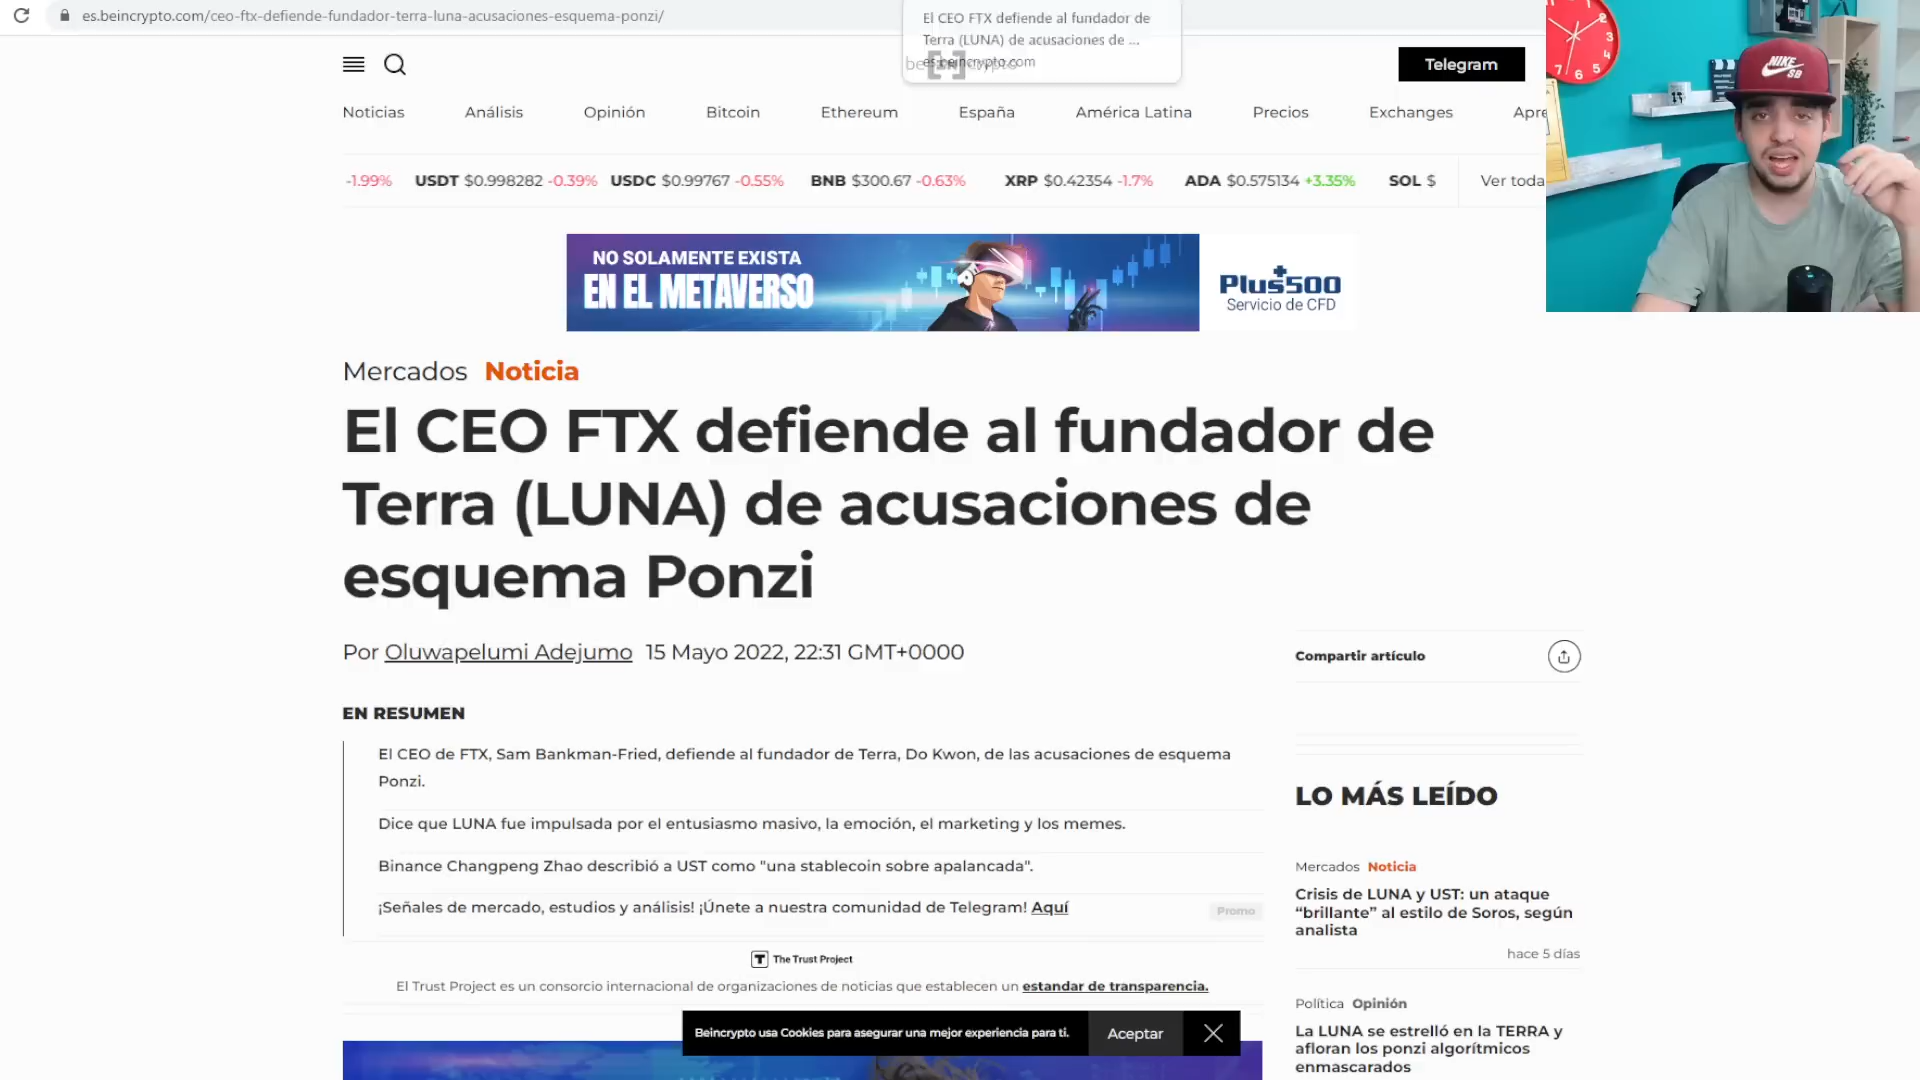 es.beincrypto.com/ceo-ftx-defiende-fundador-terra-luna-acusaciones-esquema-ponzi/
El CEO FTX defiende al fundador de
Terra (LUNA) de acusaciones de ...
es.beincrypto.com
Telegram
Noticias Análisis Opinión Bitcoin Ethereum España América Latina Precios Exchanges Apre
-1.99% USDT $0.998282 -0.39% USDC $0.99767 -0.55% BNB $300.67 -0.63% XRP $0.42354 -1.7% ADA $0.575134 +3.35% SOL $ Ver toda
NO SOLAMENTE EXISTA
EN EL METAVERSO
Plus500
Servicio de CFD
NIKE SB
Mercados Noticia
El CEO FTX defiende al fundador de
Terra (LUNA) de acusaciones de
esquema Ponzi
Por Oluwapelumi Adejumo 15 Mayo 2022, 22:31 GMT+0000
Compartir artículo
EN RESUMEN
El CEO de FTX, Sam Bankman-Fried, defiende al fundador de Terra, Do Kwon, de las acusaciones de esquema
Ponzi.
Dice que LUNA fue impulsada por el entusiasmo masivo, la emoción, el marketing y los memes.
Binance Changpeng Zhao describió a UST como "una stablecoin sobre apalancada".
¡Señales de mercado, estudios y análisis! ¡Únete a nuestra comunidad de Telegram! Aquí
Promo
The Trust Project
El Trust Project es un consorcio internacional de organizaciones de noticias que establecen un estandar de transparencia.
Beincrypto usa Cookies para asegurar una mejor experiencia para ti. Aceptar
LO MÁS LEÍDO
Mercados Noticia
Crisis de LUNA y UST: un ataque
“brillante” al estilo de Soros, según
analista
hace 5 días
Política Opinión
La LUNA se estrelló en la TERRA y
afloran los ponzi algorítmicos
enmascarados